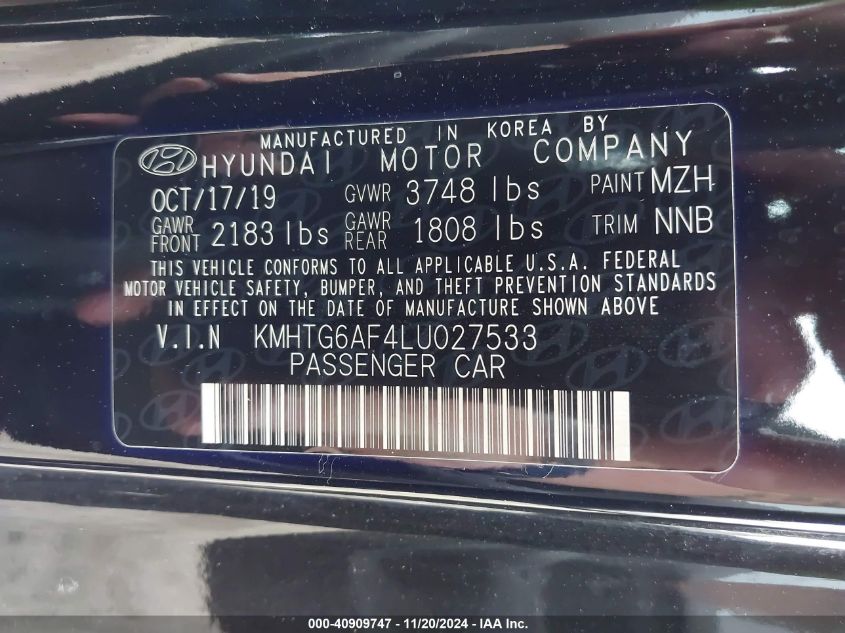 MANUFACTURED IN KOREA BY
HYUNDAI MOTOR COMPANY
OCT/17/19 GVWR 3748 lbs PAINT MZH
GAWR FRONT 2183 lbs GAWR REAR 1808 lbs TRIM NNB
THIS VEHICLE CONFORMS TO ALL APPLICABLE U.S.A. FEDERAL
MOTOR VEHICLE SAFETY, BUMPER, AND THEFT PREVENTION STANDARDS
IN EFFECT ON THE DATE OF MANUFACTURE SHOWN ABOVE.
V.I.N KMHTG6AF4LU027533
PASSENGER CAR
000-40909747 - 11/20/2024 - IAA Inc.